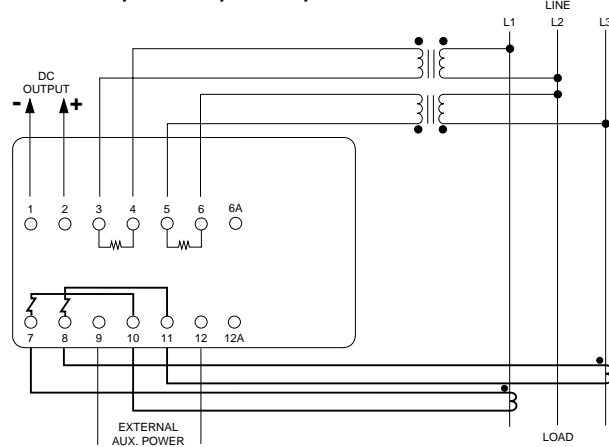 LINE
L1 L2 L3
DC
OUTPUT
- +
1 2 3 4 5 6 6A
7 8 9 10 11 12 12A
EXTERNAL
AUX. POWER
LOAD